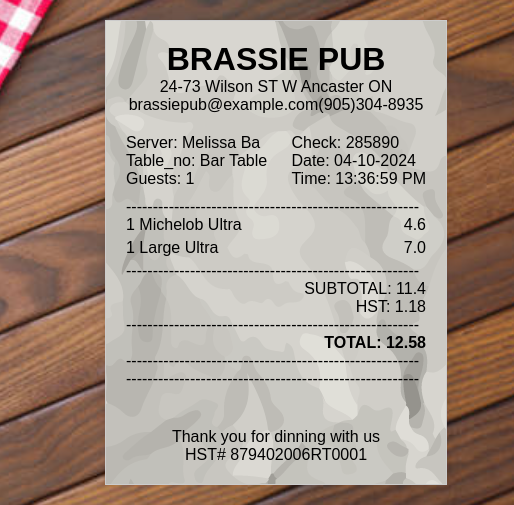 BRASSIE PUB
24-73 Wilson ST W Ancaster ON
brassiepub@example.com(905)304-8935
Server: Melissa Ba Check: 285890
Table_no: Bar Table Date: 04-10-2024
Guests: 1 Time: 13:36:59 PM
--------------------------------------------------------
1 Michelob Ultra 4.6
1 Large Ultra 7.0
--------------------------------------------------------
SUBTOTAL: 11.4
HST: 1.18
--------------------------------------------------------
TOTAL: 12.58
--------------------------------------------------------
--------------------------------------------------------
Thank you for dinning with us
HST# 879402006RT0001